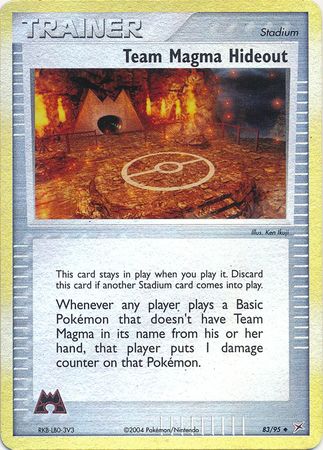 TRAINER
Stadium
Team Magma Hideout
Illus. Ken Ikuji
This card stays in play when you play it. Discard
this card if another Stadium card comes into play.
Whenever any player plays a Basic
Pokémon that doesn't have Team
Magma in its name from his or her
hand, that player puts 1 damage
counter on that Pokémon.
RKB-LB0-3V3
©2004 Pokémon/Nintendo
83/95